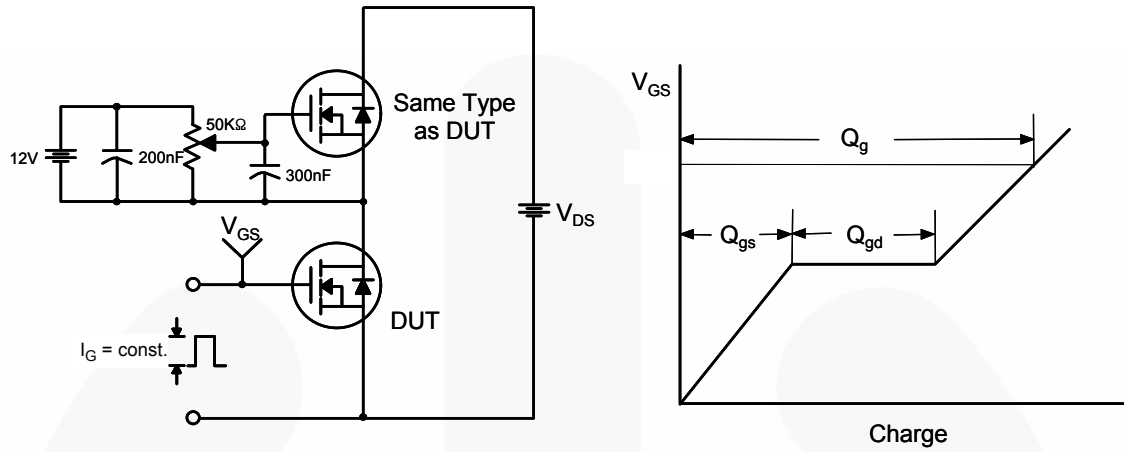 12V
200nF
50KΩ
300nF
Same Type
as DUT
V_DS
V_GS
DUT
I_G = const.
V_GS
Q_g
Q_gs
Q_gd
Charge